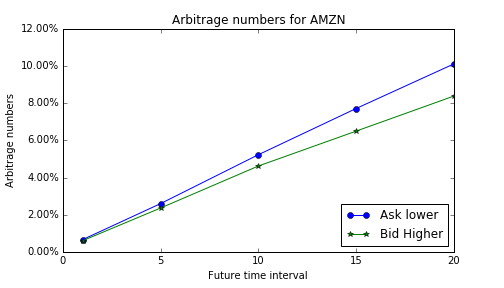 Arbitrage numbers for AMZN
12.00%
10.00%
8.00%
6.00%
4.00%
2.00%
0.00%
Arbitrage numbers
Ask lower
Bid Higher
0 5 10 15 20
Future time interval